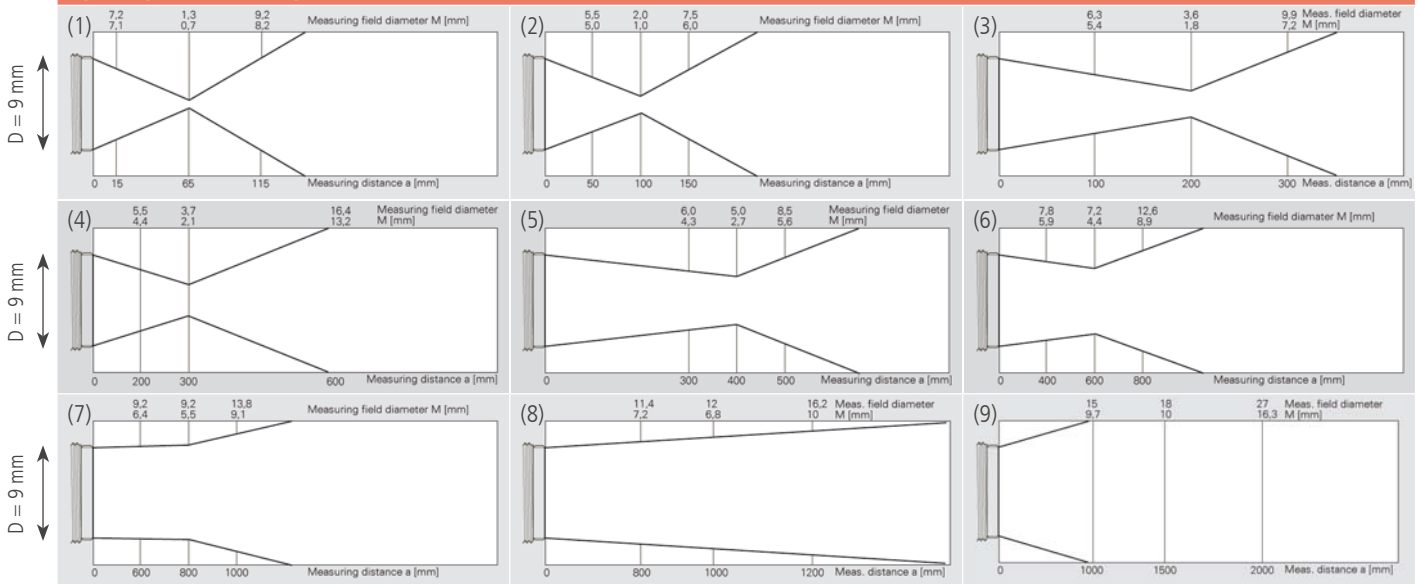 (1)
7,2 1,3 9,2 Measuring field diameter M [mm]
7,1 0,7 8,2
D = 9 mm
0 15 65 115 Measuring distance a [mm]
(2)
5,5 2,0 7,5 Measuring field diameter M [mm]
5,0 1,0 6,0
0 50 100 150 Measuring distance a [mm]
(3)
6,3 3,6 9,9 Meas. field diameter
5,4 1,8 7,2 M [mm]
0 100 200 300 Meas. distance a [mm]
(4)
5,5 3,7 16,4 Measuring field diameter
4,4 2,1 13,2 M [mm]
D = 9 mm
0 200 300 600 Measuring distance a [mm]
(5)
6,0 5,0 8,5 Measuring field diameter
4,3 2,7 5,6 M [mm]
0 300 400 500 Measuring distance a [mm]
(6)
7,8 7,2 12,6 Measuring field diamater M [mm]
5,9 4,4 8,9
0 400 600 800 Measuring distance a [mm]
(7)
9,2 9,2 13,8 Measuring field diameter M [mm]
6,4 5,5 9,1
D = 9 mm
0 600 800 1000 Measuring distance a [mm]
(8)
11,4 12 16,2 Meas. field diameter
7,2 6,8 10 M [mm]
0 800 1000 1200 Meas. distance a [mm]
(9)
15 18 27 Meas. field diameter
9,7 10 16,3 M [mm]
0 1000 1500 2000 Meas. distance a [mm]